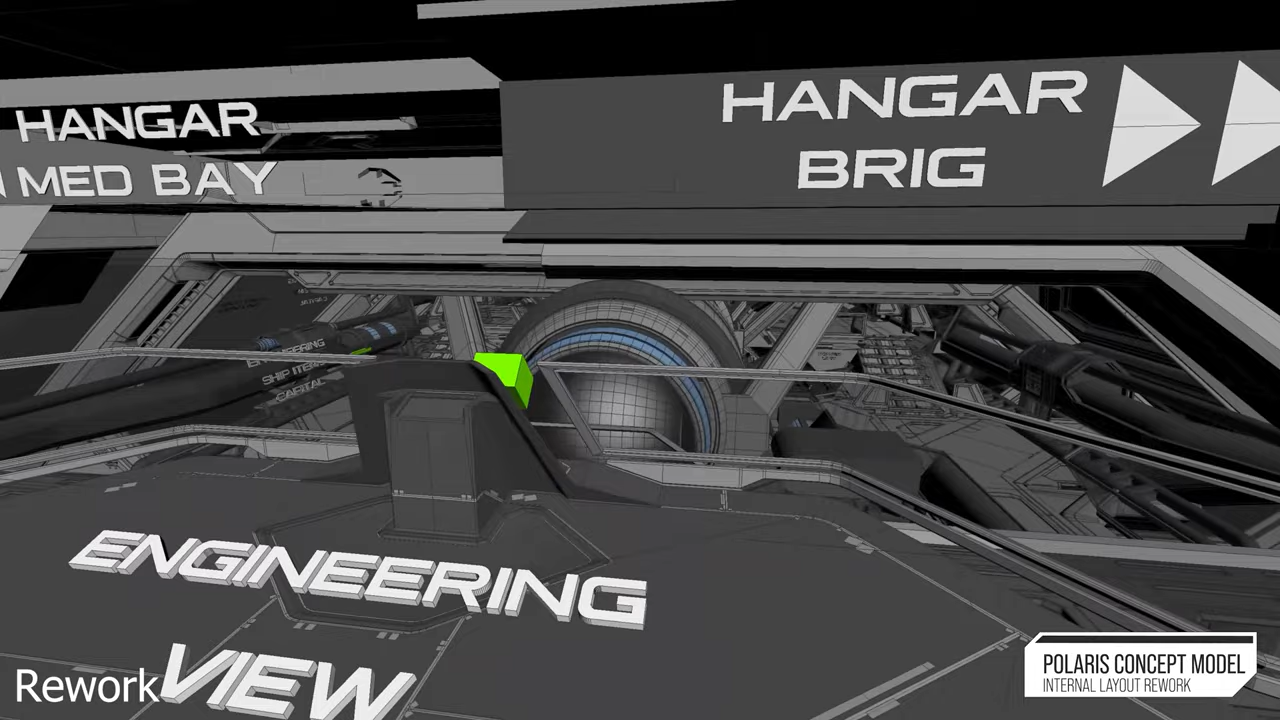 HANGAR
MED BAY
HANGAR
BRIG
ENGINEERING
SHIP ITEMS
CAPITAL
ENGINEERING
VIEW
Rework
POLARIS CONCEPT MODEL
INTERNAL LAYOUT REWORK